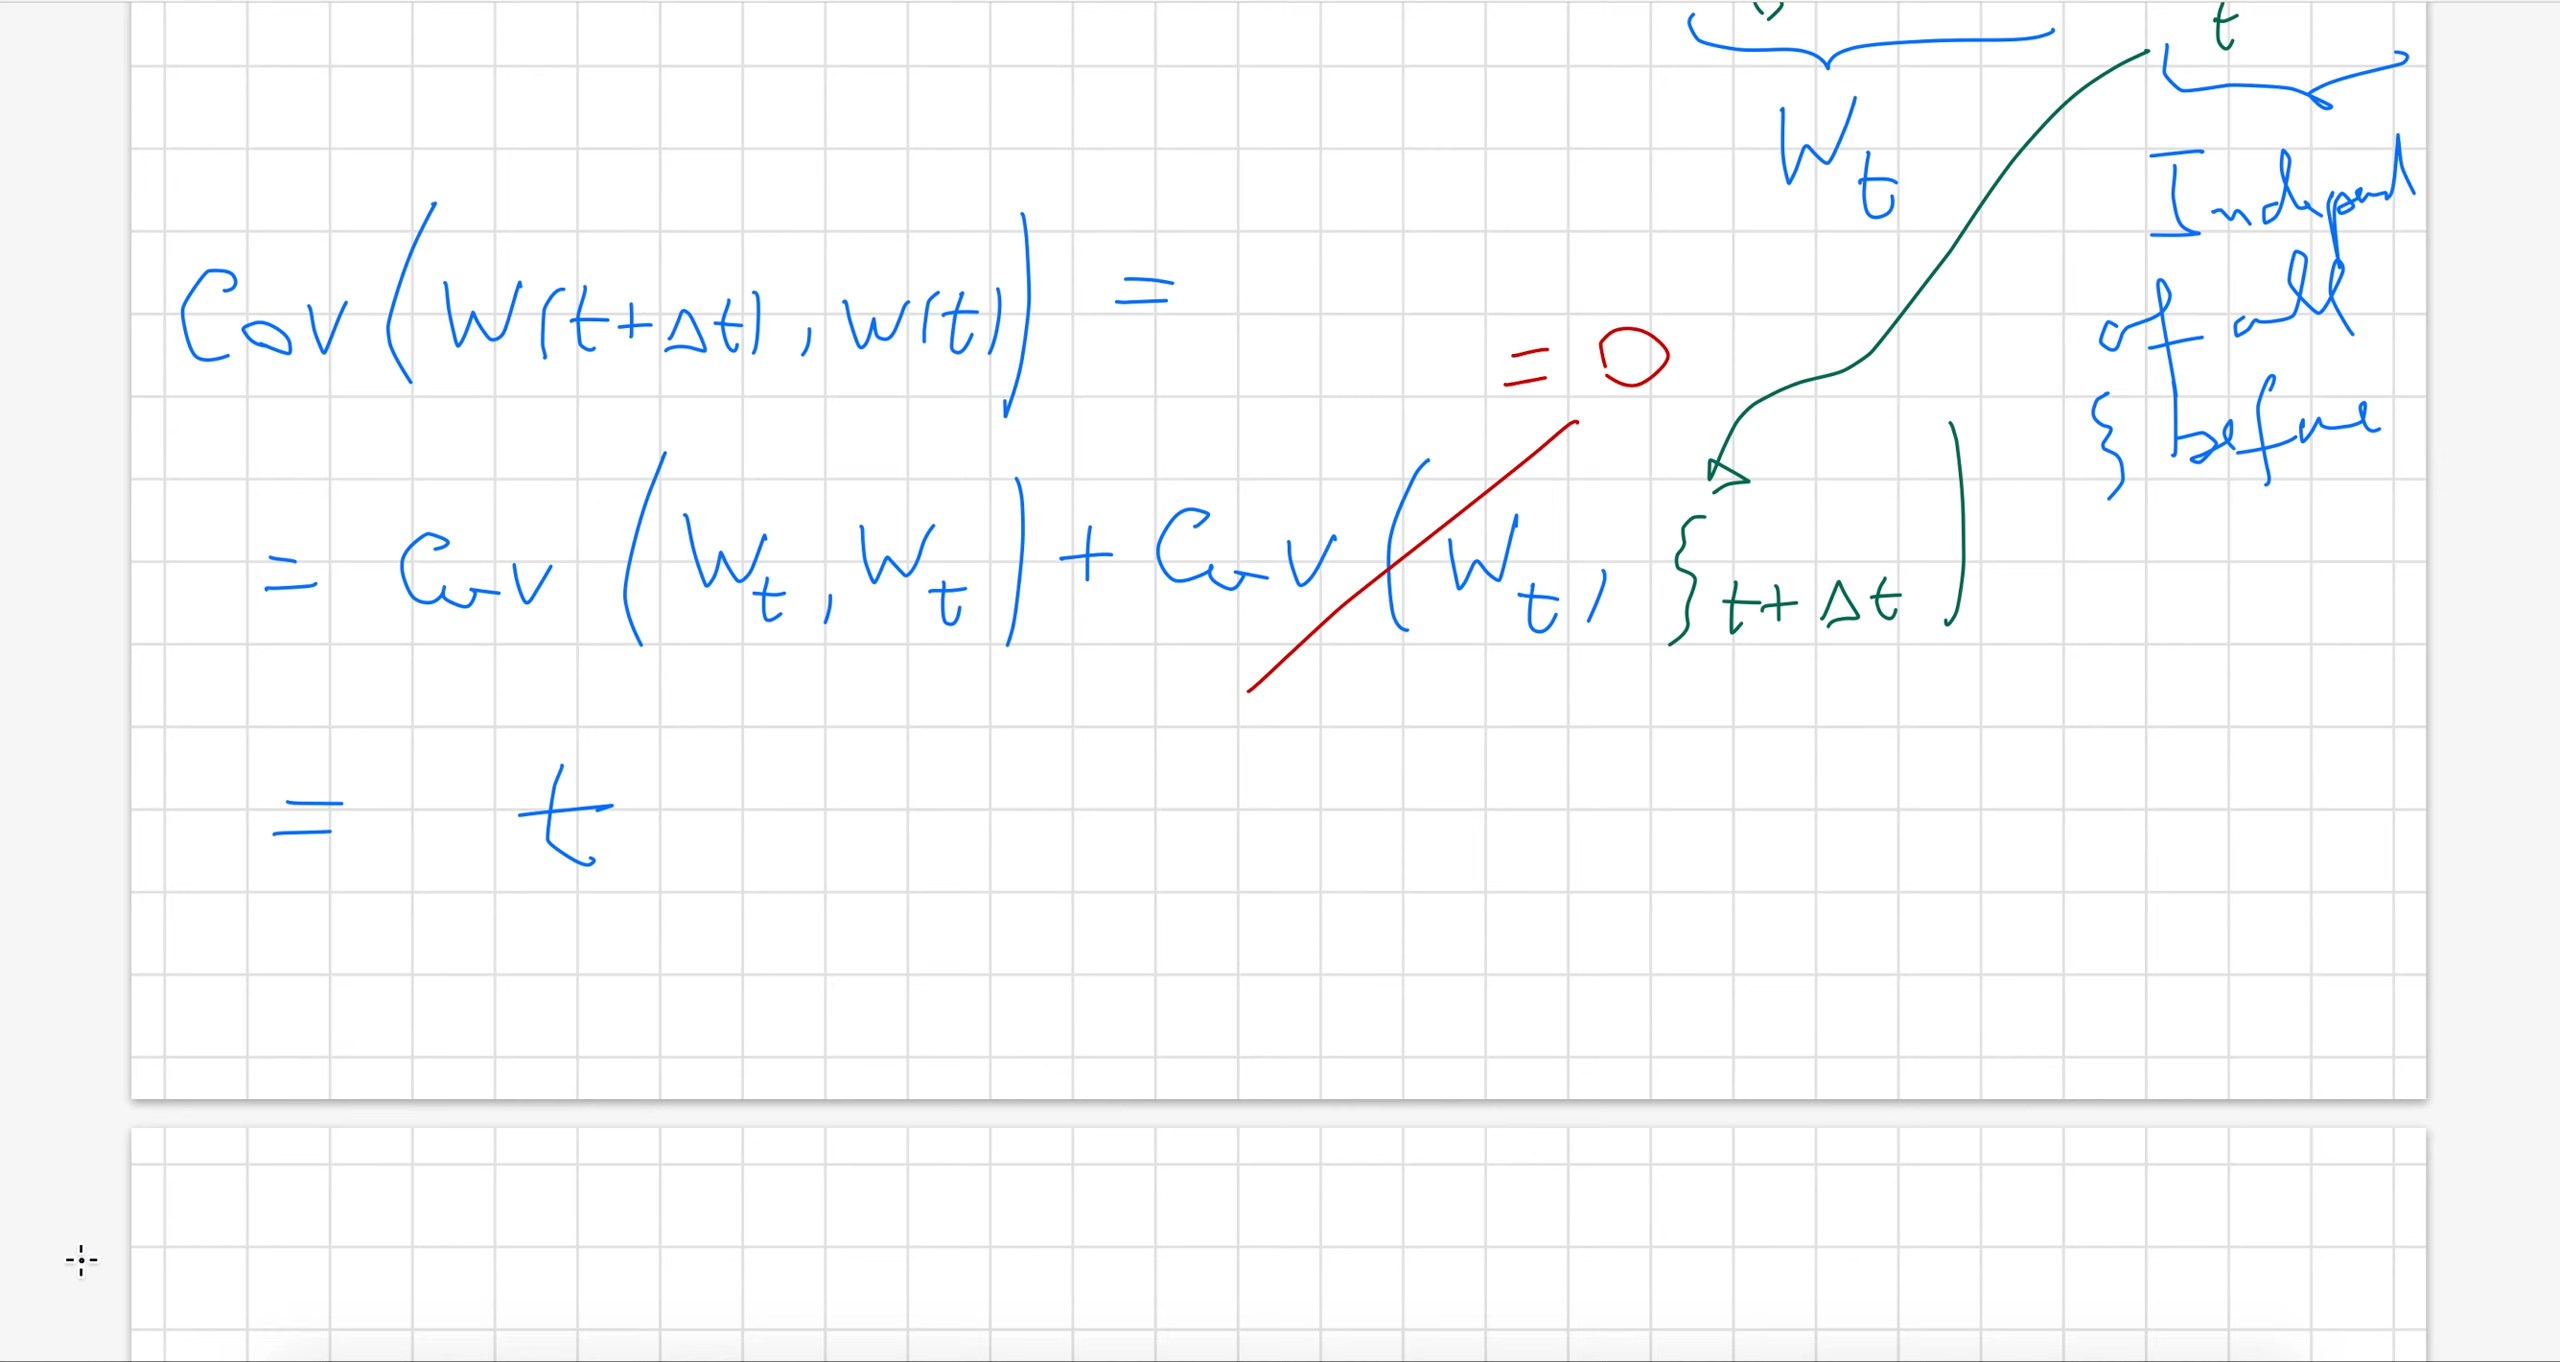 t
W_t
Independ
of all
ξ before
Cov(W(t+Δt), W(t)) =
= 0
= Cov(W_t, W_t) + Cov(W_t, ξ_{t+Δt})
= t